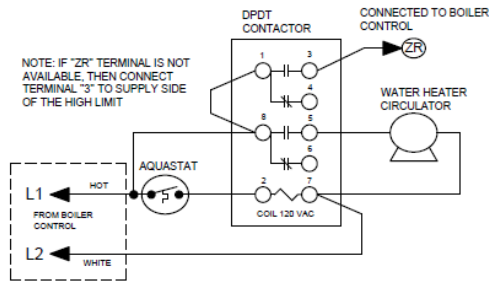 DPDT
CONTACTOR
CONNECTED TO BOILER
CONTROL
ZR
NOTE: IF "ZR" TERMINAL IS NOT
AVAILABLE, THEN CONNECT
TERMINAL "3" TO SUPPLY SIDE
OF THE HIGH LIMIT
1
3
4
WATER HEATER
CIRCULATOR
8
5
6
AQUASTAT
2
7
COIL 120 VAC
L1
HOT
FROM BOILER
CONTROL
L2
WHITE